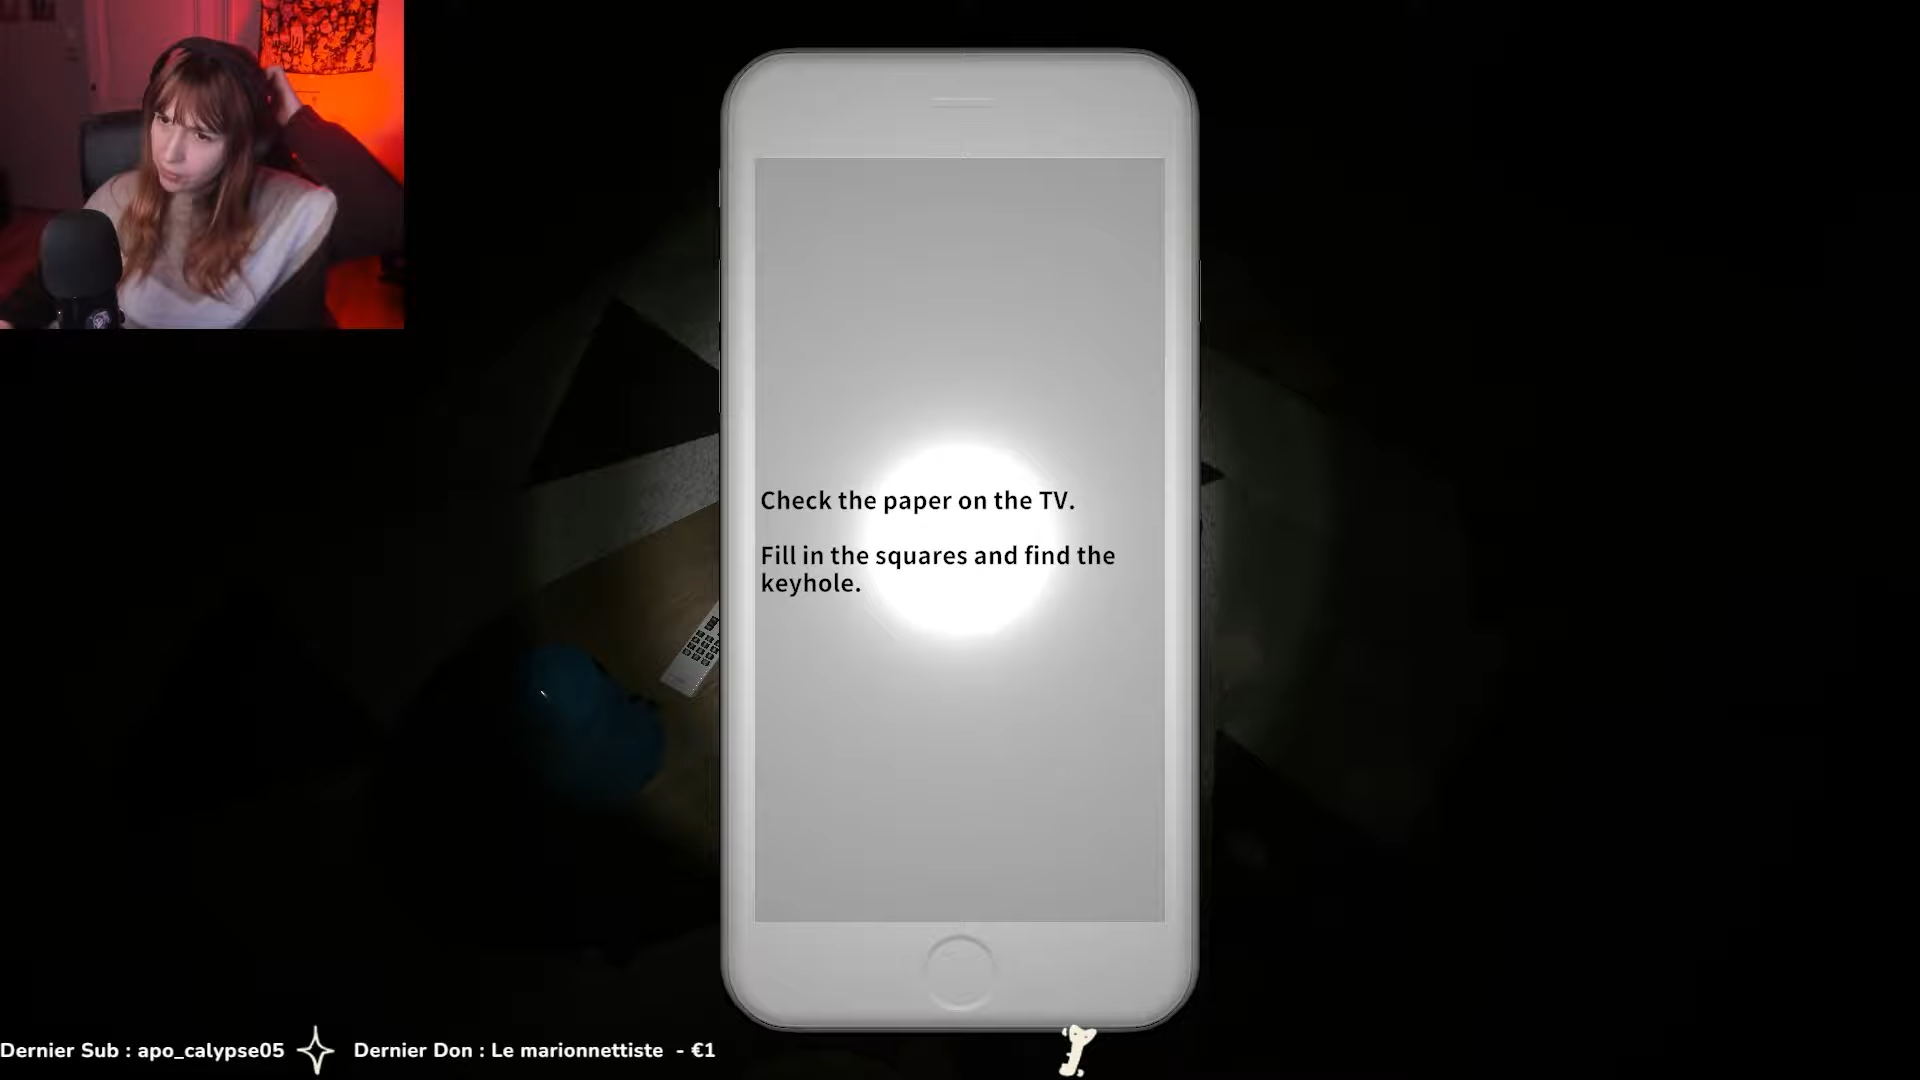 Check the paper on the TV.
Fill in the squares and find the
keyhole.
Dernier Sub : apo_calypse05
Dernier Don : Le marionnettiste - €1